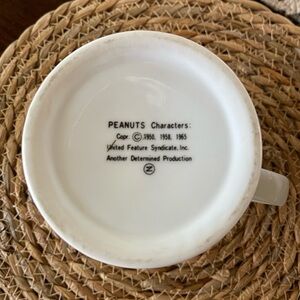 PEANUTS Characters:
Copr. © 1950, 1958, 1965
United Feature Syndicate, Inc.
Another Determined Production